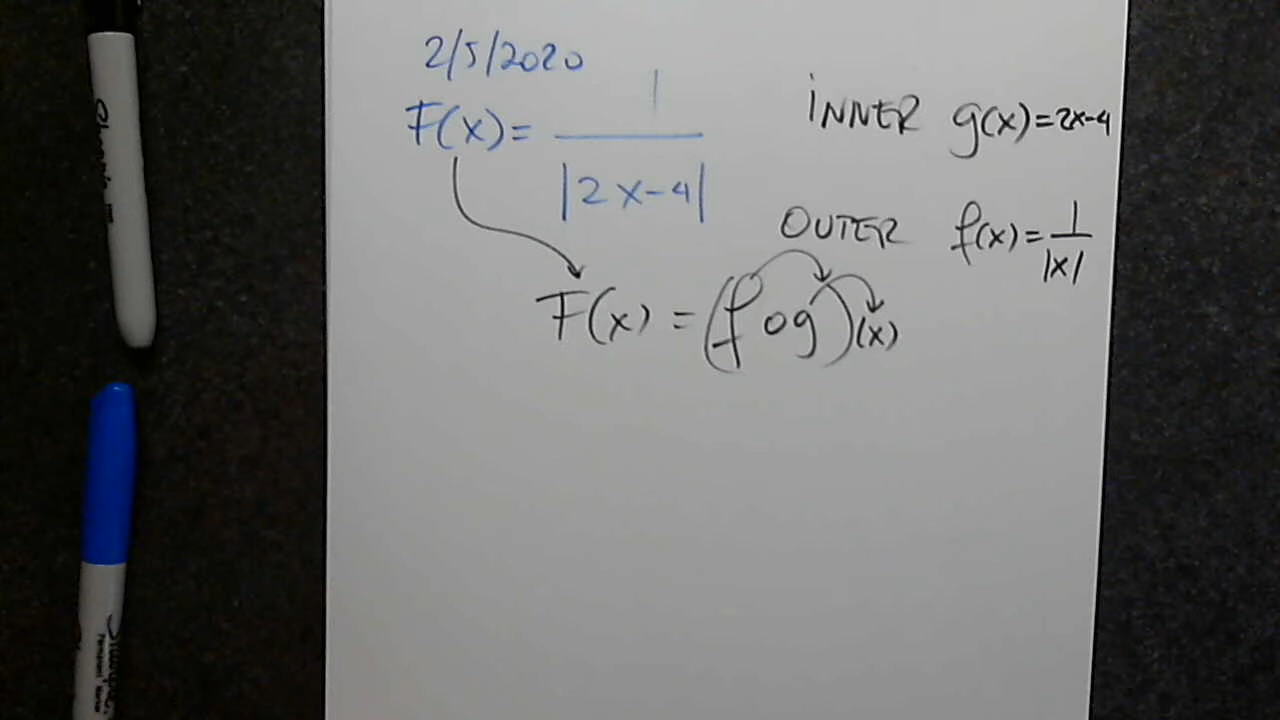 2/5/2020
F(x)= 1 / |2x-4|
INNER g(x)=2x-4
OUTER f(x)= 1 / |x|
F(x) = (f o g)(x)